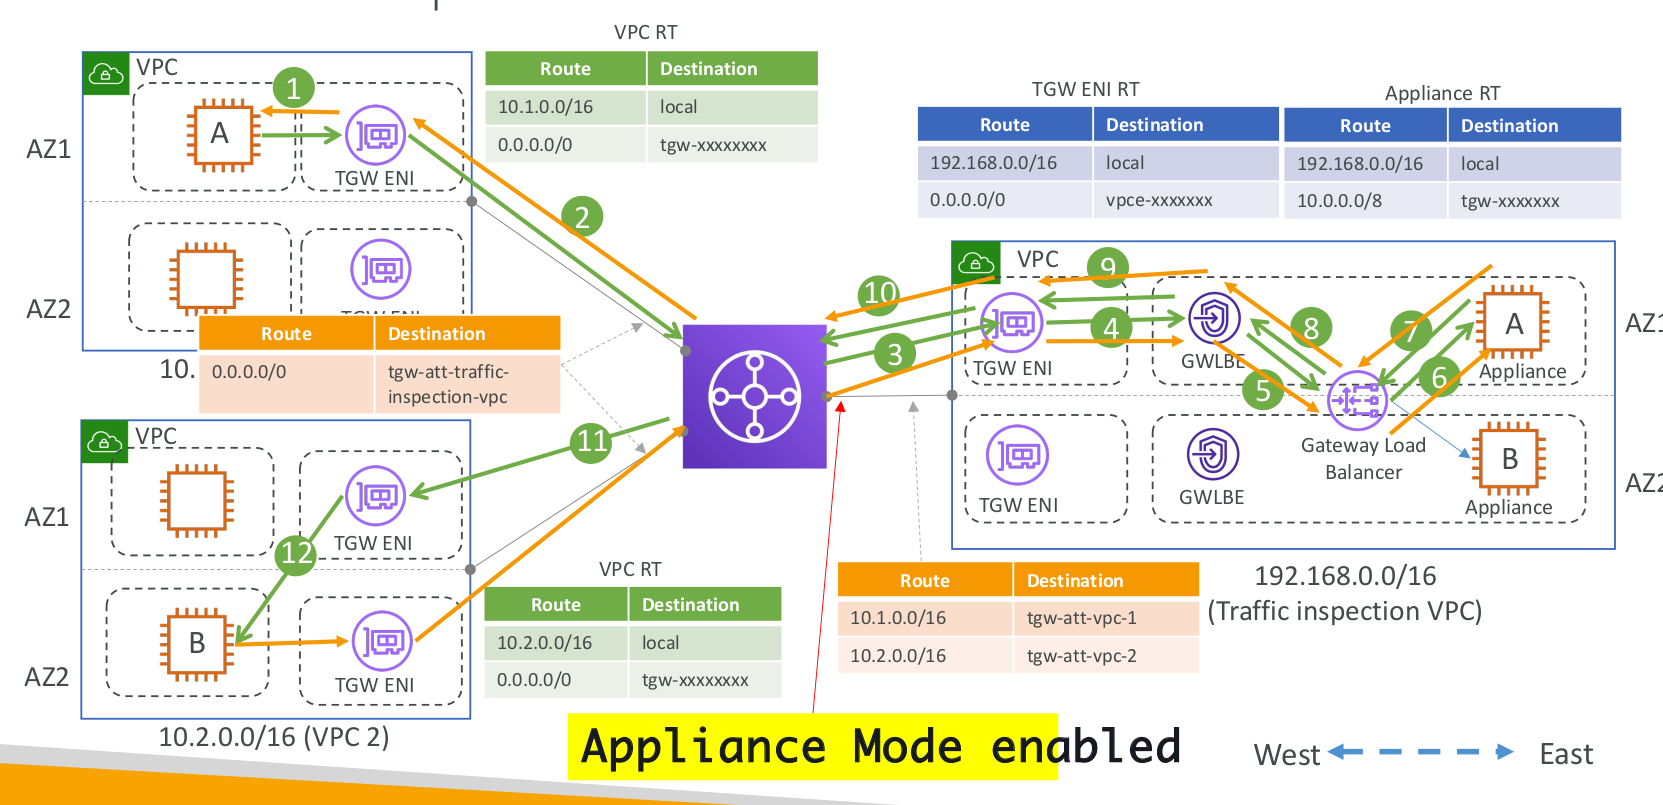 VPC RT
Route Destination
10.1.0.0/16 local
0.0.0.0/0 tgw-xxxxxxxx
TGW ENI RT
Route Destination
192.168.0.0/16 local
0.0.0.0/0 vpce-xxxxxxx
Appliance RT
Route Destination
192.168.0.0/16 local
10.0.0.0/8 tgw-xxxxxxx
VPC
1
A
TGW ENI
AZ1
2
AZ2
TGW ENI
10.
Route Destination
0.0.0.0/0 tgw-att-traffic-
inspection-vpc
VPC
AZ1
TGW ENI
11
12
B
TGW ENI
AZ2
10.2.0.0/16 (VPC 2)
VPC RT
Route Destination
10.2.0.0/16 local
0.0.0.0/0 tgw-xxxxxxxx
VPC
9
10
3
4
TGW ENI
GWLBE
8
7
5
6
A
Appliance
AZ1
Gateway Load
Balancer
TGW ENI
GWLBE
B
Appliance
AZ2
Route Destination
10.1.0.0/16 tgw-att-vpc-1
10.2.0.0/16 tgw-att-vpc-2
192.168.0.0/16
(Traffic inspection VPC)
Appliance Mode enabled
West East